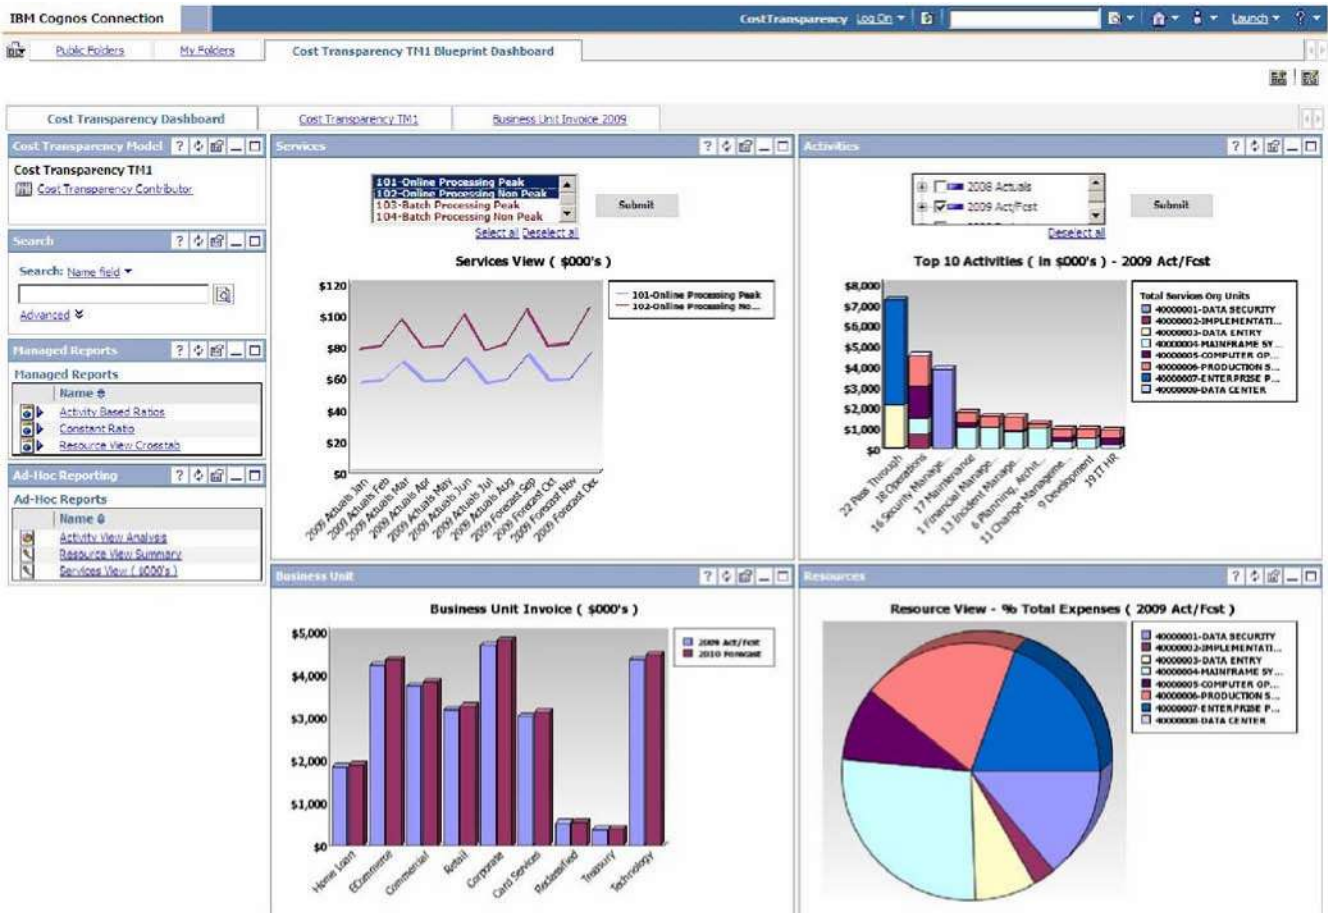 IBM Cognos Connection
CostTransparency Log On
Launch
?
Public Folders
My Folders
Cost Transparency TM1 Blueprint Dashboard
Cost Transparency Dashboard
Cost Transparency TM1
Business Unit Invoice 2009
Cost Transparency Model ?
Cost Transparency TM1
Cost Transparency Contributor
Search ?
Search: Name field
Advanced
Managed Reports ?
Managed Reports
Name
Activity Based Ratios
Constant Ratio
Resource View Crosstab
Ad-Hoc Reporting ?
Ad-Hoc Reports
Name
Activity View Analysis
Resource View Summary
Services View ( $000's )
Services ?
101-Online Processing Peak
102-Online Processing Non Peak
103-Batch Processing Peak
104-Batch Processing Non Peak
Submit
Select all Deselect all
Services View ( $000's )
$120
$100
$80
$60
$40
$20
$0
2009 Actuals Jan
2009 Actuals Feb
2009 Actuals Mar
2009 Actuals Apr
2009 Actuals May
2009 Actuals Jun
2009 Actuals Jul
2009 Actuals Aug
2009 Forecast Sep
2009 Forecast Oct
2009 Forecast Nov
2009 Forecast Dec
101-Online Processing Peak
102-Online Processing No...
Activities ?
2008 Actuals
2009 Act/Fcst
Submit
Deselect all
Top 10 Activities ( in $000's ) - 2009 Act/Fcst
$8,000
$7,000
$6,000
$5,000
$4,000
$3,000
$2,000
$1,000
$0
22 Pass Through
18 Operations
16 Security Manage...
17 Maintenance
1 Financial Manage...
13 Incident Manage...
6 Planning, Archit...
11 Change Manageme...
9 Development
19 IT HR
Total Services Org Units
40000001-DATA SECURITY
40000002-IMPLEMENTATI...
40000003-DATA ENTRY
40000004-MAINFRAME SY...
40000005-COMPUTER OP...
40000006-PRODUCTION S...
40000007-ENTERPRISE P...
40000008-DATA CENTER
Business Unit ?
Business Unit Invoice ( $000's )
$5,000
$4,000
$3,000
$2,000
$1,000
$0
Home Loan
ECommerce
Commercial
Retail
Corporate
Card Services
Reclassified
Treasury
Technology
2009 Act/Fcst
2010 Forecast
Resources ?
Resource View - % Total Expenses ( 2009 Act/Fcst )
40000001-DATA SECURITY
40000002-IMPLEMENTATI...
40000003-DATA ENTRY
40000004-MAINFRAME SY...
40000005-COMPUTER OP...
40000006-PRODUCTION S...
40000007-ENTERPRISE P...
40000008-DATA CENTER